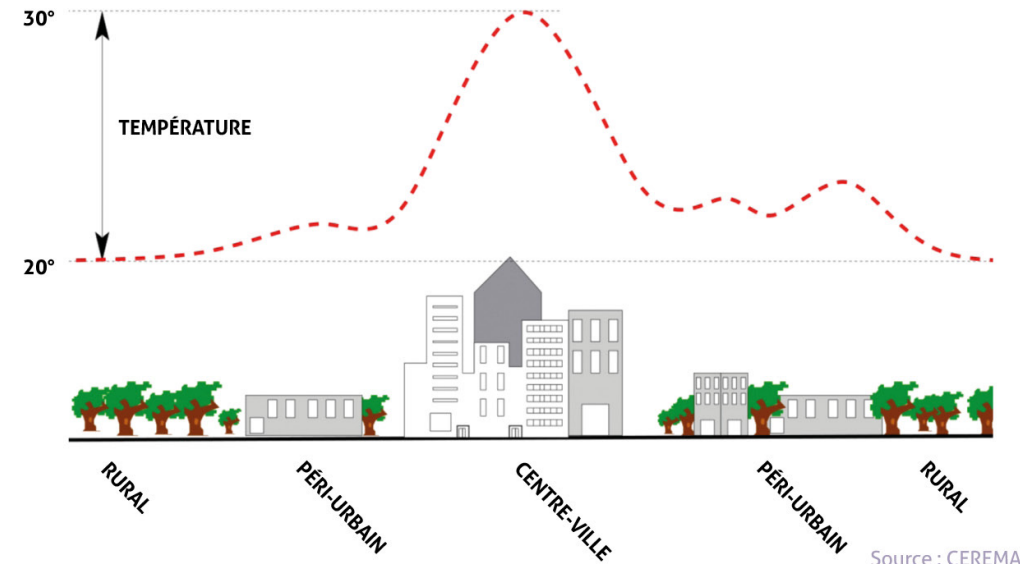 30°
TEMPÉRATURE
20°
RURAL
PÉRI-URBAIN
CENTRE-VILLE
PÉRI-URBAIN
RURAL
Source : CEREMA